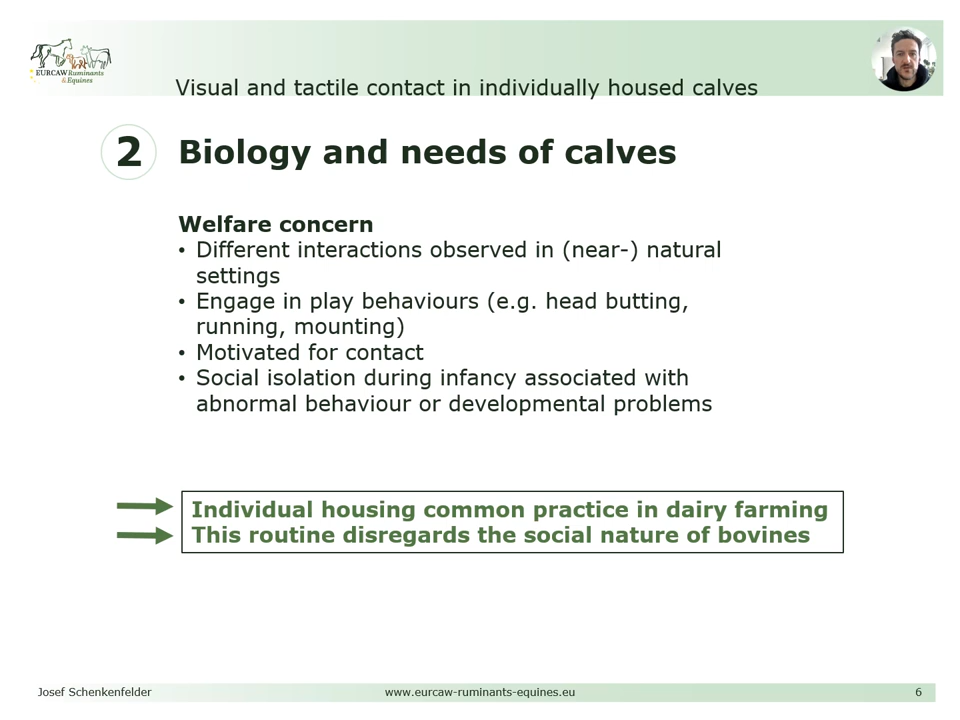 EURCAW Ruminants
& Equines
Visual and tactile contact in individually housed calves
2 Biology and needs of calves
Welfare concern
• Different interactions observed in (near-) natural
settings
• Engage in play behaviours (e.g. head butting,
running, mounting)
• Motivated for contact
• Social isolation during infancy associated with
abnormal behaviour or developmental problems
Individual housing common practice in dairy farming
This routine disregards the social nature of bovines
Josef Schenkenfelder www.eurcaw-ruminants-equines.eu 6